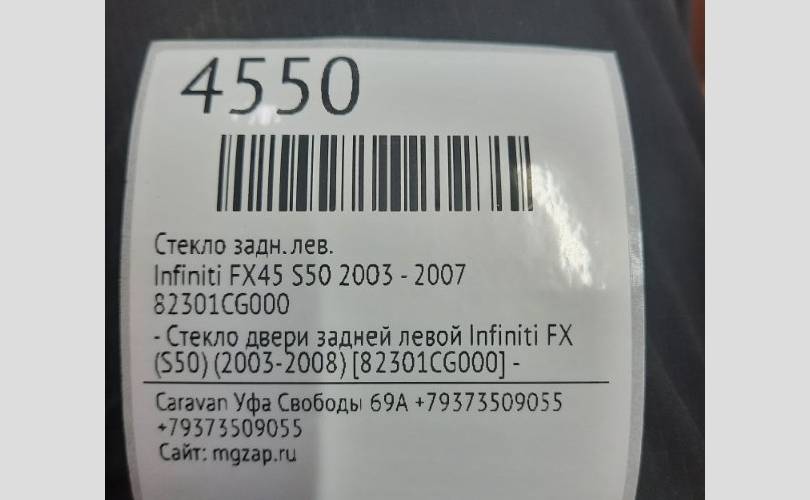 4550
Стекло задн. лев.
Infiniti FX45 S50 2003 - 2007
82301CG000
- Стекло двери задней левой Infiniti FX
(S50) (2003-2008) [82301CG000] -
Caravan Уфа Свободы 69А +79373509055
+79373509055
Сайт: mgzap.ru